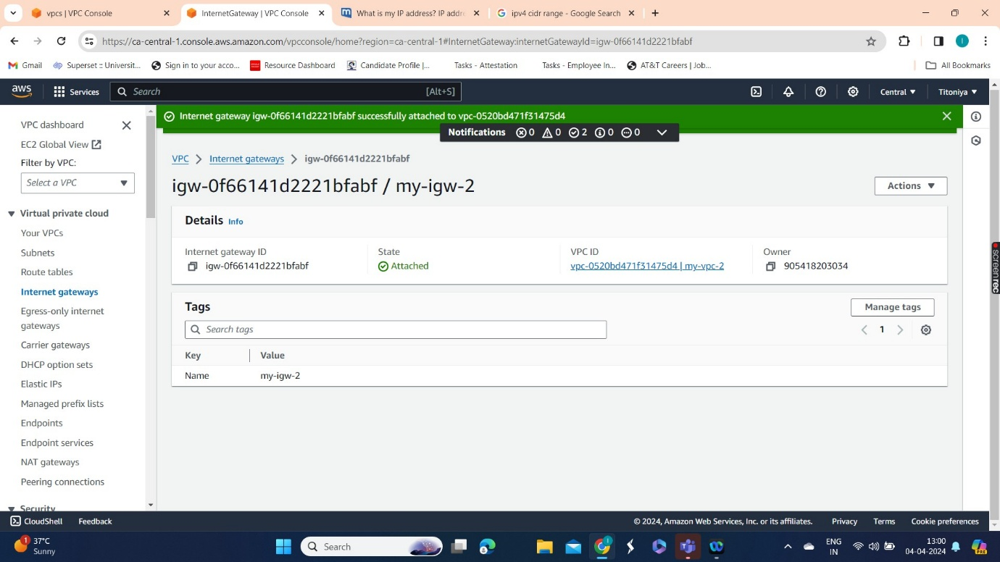 vpcs | VPC Console
InternetGateway | VPC Console
What is my IP address? IP addre
ipv4 cidr range - Google Search
https://ca-central-1.console.aws.amazon.com/vpcconsole/home?region=ca-central-1#InternetGateway:internetGatewayId=igw-0f66141d2221bfabf
I
Gmail
Superset :: Universit...
Sign in to your acco...
Resource Dashboard
Candidate Profile |...
Tasks - Attestation
Tasks - Employee In...
AT&T Careers | Job...
All Bookmarks
aws
Services
Search
[Alt+S]
Central
Titoniya
VPC dashboard
EC2 Global View
Filter by VPC:
Select a VPC
Virtual private cloud
Your VPCs
Subnets
Route tables
Internet gateways
Egress-only internet
gateways
Carrier gateways
DHCP option sets
Elastic IPs
Managed prefix lists
Endpoints
Endpoint services
NAT gateways
Peering connections
Security
Internet gateway igw-0f66141d2221bfabf successfully attached to vpc-0520bd471f31475d4
Notifications 0 0 2 0 0
VPC > Internet gateways > igw-0f66141d2221bfabf
igw-0f66141d2221bfabf / my-igw-2
Actions
Details Info
Internet gateway ID
igw-0f66141d2221bfabf
State
Attached
VPC ID
vpc-0520bd471f31475d4 | my-vpc-2
Owner
905418203034
Tags
Manage tags
Search tags
1
Key Value
Name my-igw-2
screenrec
CloudShell
Feedback
© 2024, Amazon Web Services, Inc. or its affiliates.
Privacy
Terms
Cookie preferences
1
37°C
Sunny
Search
ENG
IN
13:00
04-04-2024
PRE